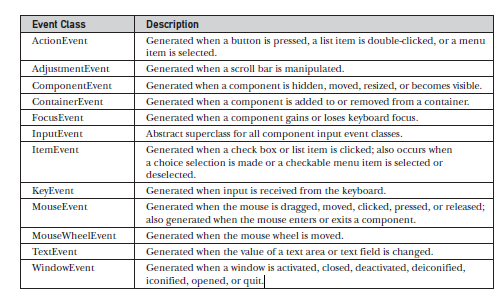 Event Class Description
ActionEvent Generated when a button is pressed, a list item is double-clicked, or a menu
item is selected.
AdjustmentEvent Generated when a scroll bar is manipulated.
ComponentEvent Generated when a component is hidden, moved, resized, or becomes visible.
ContainerEvent Generated when a component is added to or removed from a container.
FocusEvent Generated when a component gains or loses keyboard focus.
InputEvent Abstract superclass for all component input event classes.
ItemEvent Generated when a check box or list item is clicked; also occurs when
a choice selection is made or a checkable menu item is selected or
deselected.
KeyEvent Generated when input is received from the keyboard.
MouseEvent Generated when the mouse is dragged, moved, clicked, pressed, or released;
also generated when the mouse enters or exits a component.
MouseWheelEvent Generated when the mouse wheel is moved.
TextEvent Generated when the value of a text area or text field is changed.
WindowEvent Generated when a window is activated, closed, deactivated, deiconified,
iconified, opened, or quit.